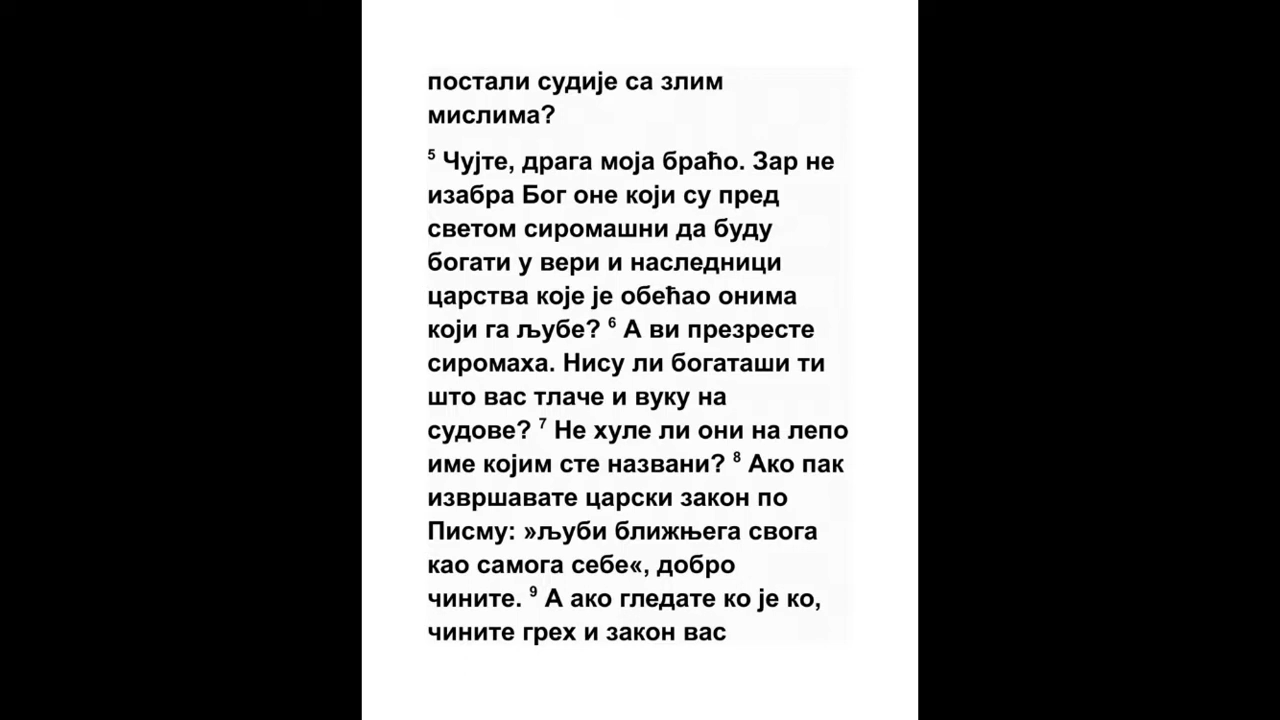 постали судије са злим
мислима?
5 Чујте, драга моја браћо. Зар не
изабра Бог оне који су пред
светом сиромашни да буду
богати у вери и наследници
царства које је обећао онима
који га љубе? 6 А ви презресте
сиромаха. Нису ли богаташи ти
што вас тлаче и вуку на
судове? 7 Не хуле ли они на лепо
име којим сте названи? 8 Ако пак
извршавате царски закон по
Писму: »љуби ближњега свога
као самога себе«, добро
чините. 9 А ако гледате ко је ко,
чините грех и закон вас